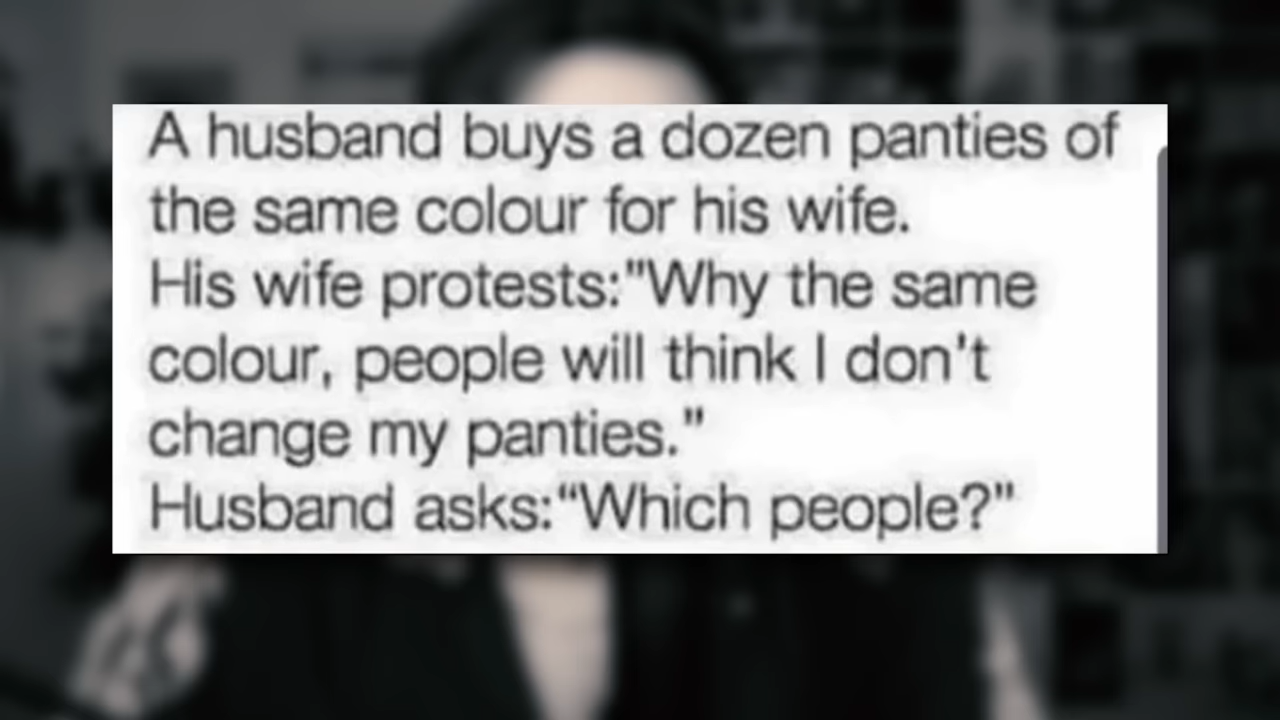 A husband buys a dozen panties of
the same colour for his wife.
His wife protests:"Why the same
colour, people will think I don't
change my panties."
Husband asks:“Which people?”